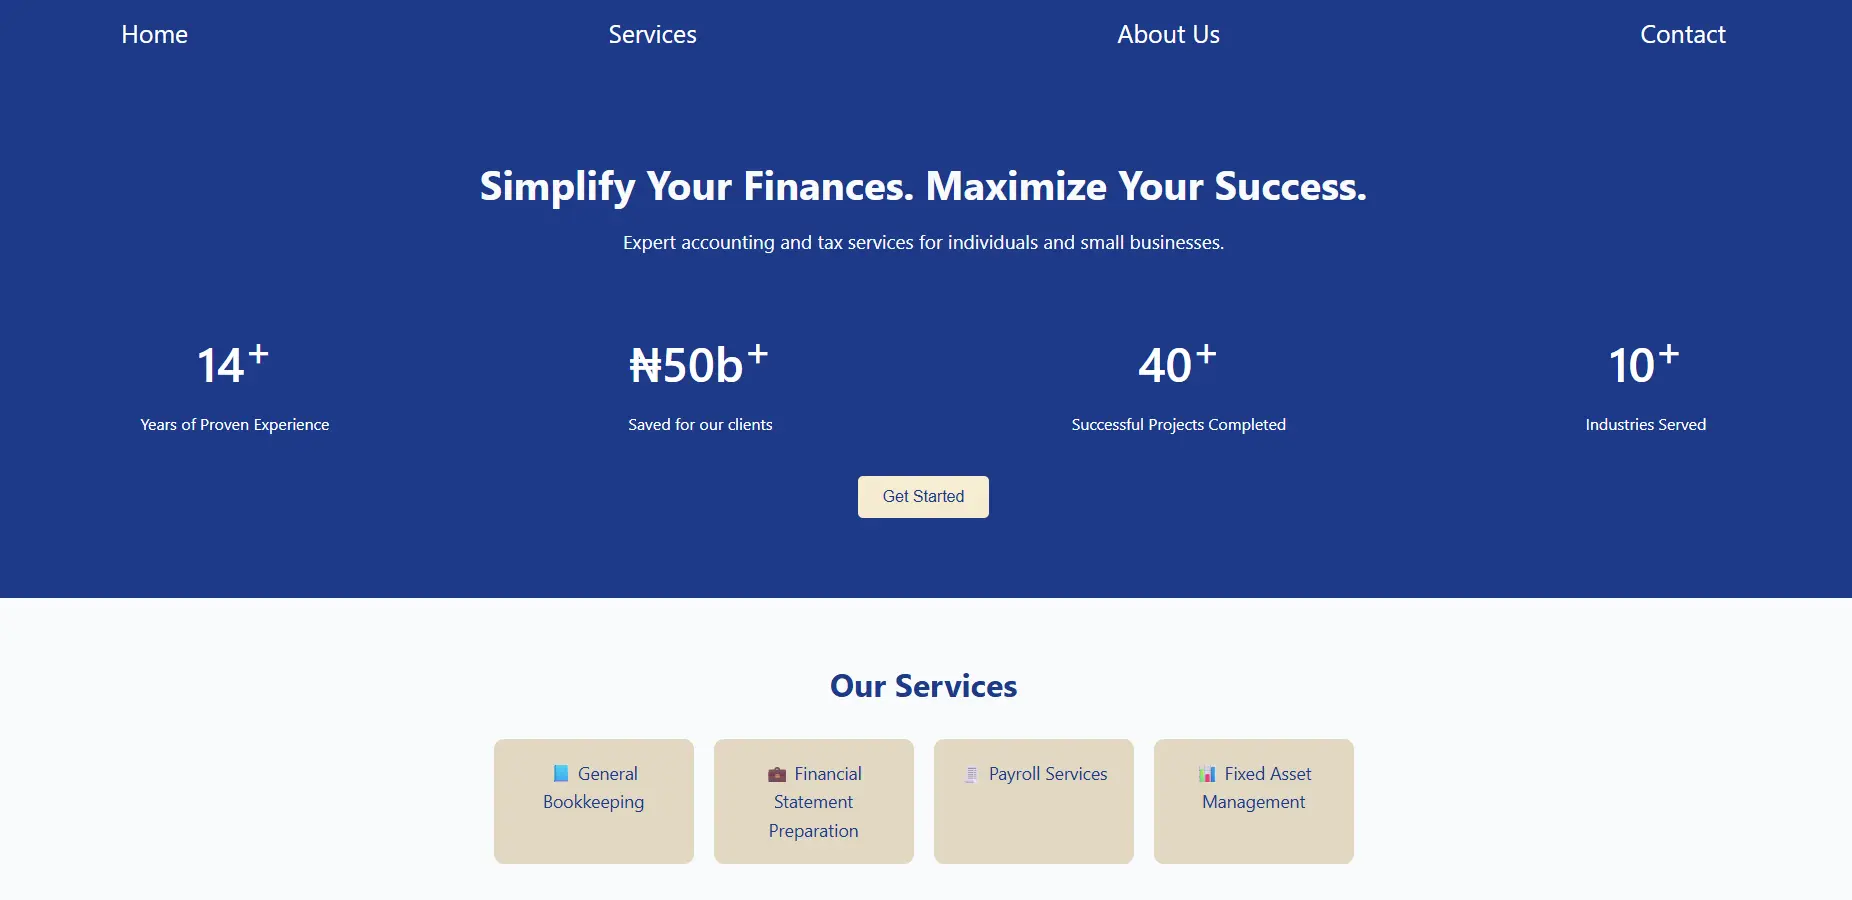 Home Services About Us Contact
Simplify Your Finances. Maximize Your Success.
Expert accounting and tax services for individuals and small businesses.
14+ ₦50b+ 40+ 10+
Years of Proven Experience Saved for our clients Successful Projects Completed Industries Served
Get Started
Our Services
General
Bookkeeping
Financial
Statement
Preparation
Payroll Services
Fixed Asset
Management